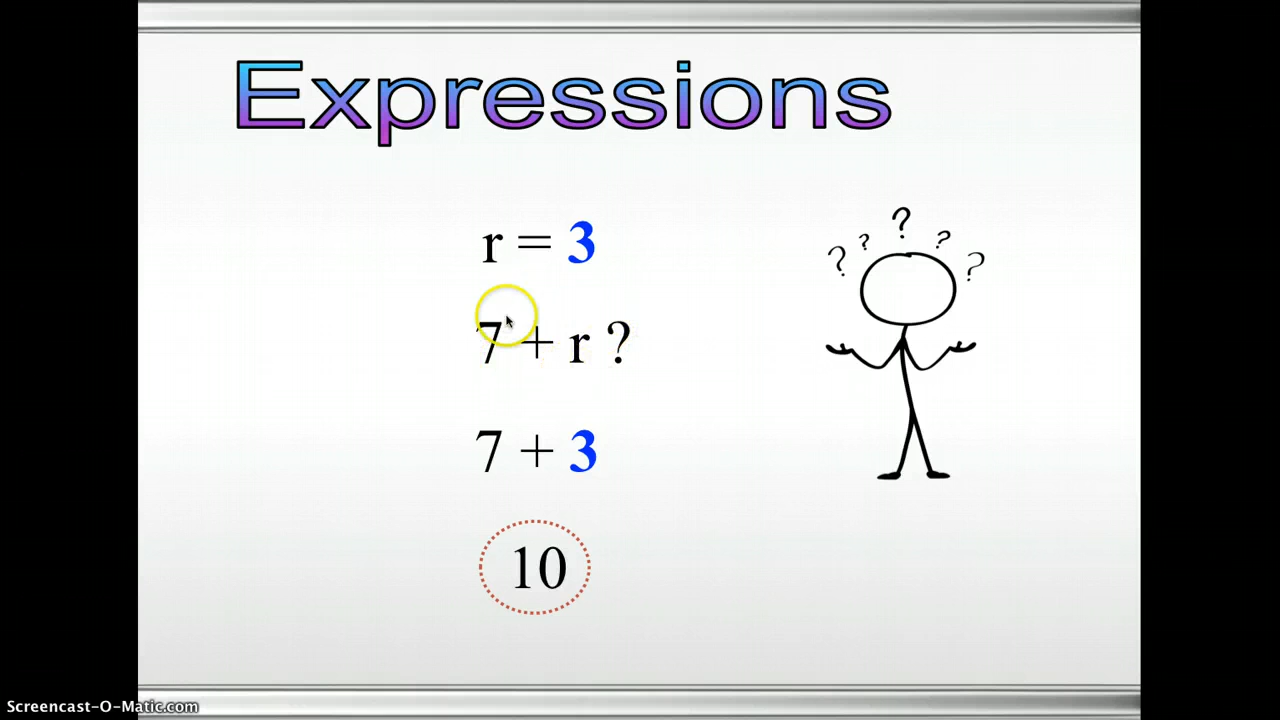 Expressions
r = 3
7 + r ?
7 + 3
10
? ? ? ? ?
Screencast-O-Matic.com